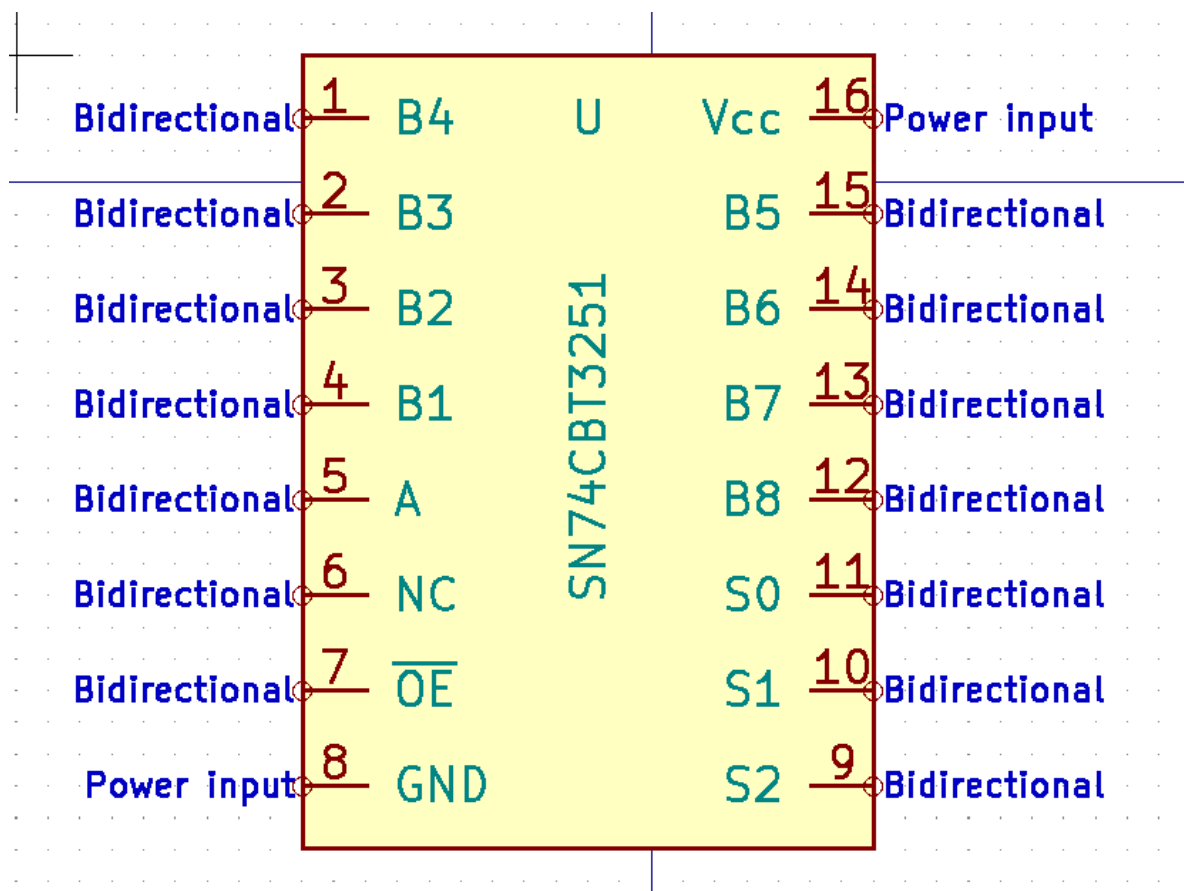 Bidirectional 1 B4 U Vcc 16 Power input
Bidirectional 2 B3 B5 15 Bidirectional
Bidirectional 3 B2 B6 14 Bidirectional
Bidirectional 4 B1 B7 13 Bidirectional
Bidirectional 5 A B8 12 Bidirectional
Bidirectional 6 NC S0 11 Bidirectional
Bidirectional 7 OE S1 10 Bidirectional
Power input 8 GND S2 9 Bidirectional
SN74CBT3251